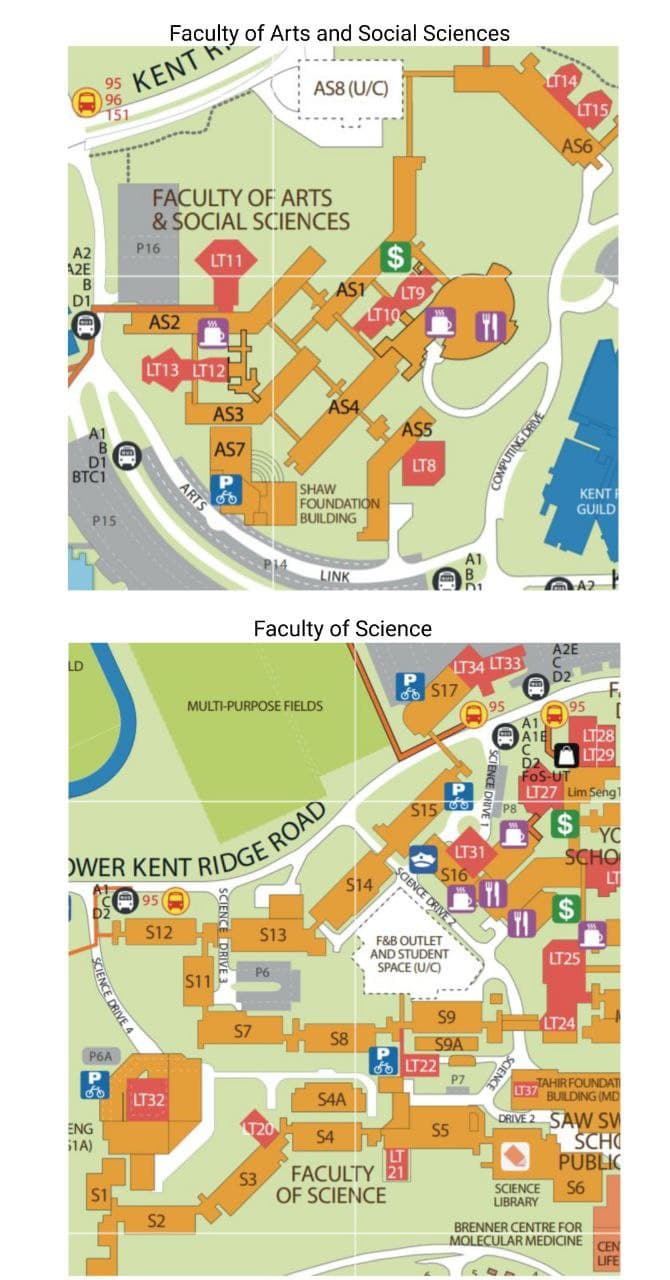 Faculty of Arts and Social Sciences
95
96
151
KENT RI
AS8 (U/C)
LT14
LT15
AS6
FACULTY OF ARTS
& SOCIAL SCIENCES
P16
LT11
A2
A2E
B
D1
$
AS1
LT9
LT10
AS2
LT13
LT12
AS3
AS4
AS5
AS7
LT8
A1
B
D1
BTC1
P
ARTS
SHAW
FOUNDATION
BUILDING
COMPUTING DRIVE
KENT
GUILD
P15
P14
LINK
A1
B
D1
A2
Faculty of Science
LD
MULTI-PURPOSE FIELDS
P
S17
LT34
LT33
A2E
C
D2
95
95
A1
A1E
C
D2
FoS-UT
LT28
LT29
LT27
Lim Seng
SCIENCE DRIVE 1
P8
P
S15
$
YO
SCHO
LT31
S16
LT
OWER KENT RIDGE ROAD
S14
SCIENCE DRIVE 2
$
A1
C
D2
95
SCIENCE DRIVE 3
S12
S13
F&B OUTLET
AND STUDENT
SPACE (U/C)
LT25
S11
P6
SCIENCE DRIVE 4
S7
S8
S9
S9A
LT24
P6A
P
P
LT22
P7
SCIENCE
DRIVE 2
LT37
TAHIR FOUNDAT
BUILDING (MD
LT32
S4A
LT20
S4
S5
SAW SW
SCHO
PUBLIC
ENG
S1A)
LT
21
S3
FACULTY
OF SCIENCE
SCIENCE
LIBRARY
S6
S1
S2
BRENNER CENTRE FOR
MOLECULAR MEDICINE
CEN
LIFE